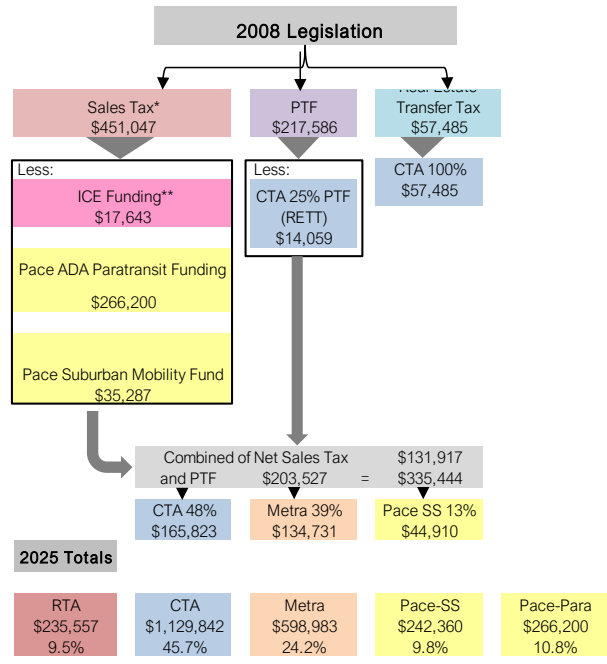 2008 Legislation
Sales Tax*
$451,047
PTF
$217,586
Real Estate
Transfer Tax
$57,485
Less:
ICE Funding**
$17,643
Pace ADA Paratransit Funding
$266,200
Pace Suburban Mobility Fund
$35,287
Less:
CTA 25% PTF
(RETT)
$14,059
CTA 100%
$57,485
Combined of Net Sales Tax $131,917
and PTF $203,527 = $335,444
CTA 48%
$165,823
Metra 39%
$134,731
Pace SS 13%
$44,910
2025 Totals
RTA
$235,557
9.5%
CTA
$1,129,842
45.7%
Metra
$598,983
24.2%
Pace-SS
$242,360
9.8%
Pace-Para
$266,200
10.8%